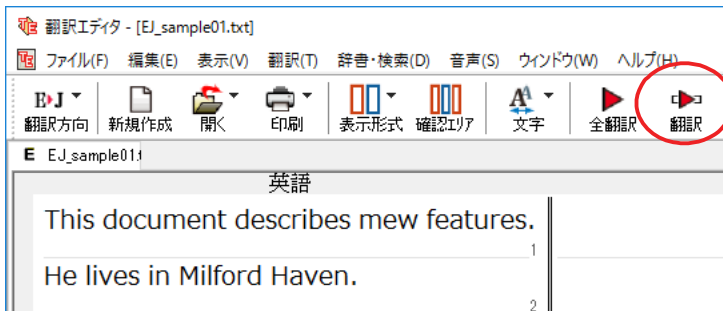 翻訳エディタ - [EJ_sample01.txt]
ファイル(F) 編集(E) 表示(V) 翻訳(T) 辞書・検索(D) 音声(S) ウィンドウ(W) ヘルプ(H)
E▸J
翻訳方向 新規作成 開く 印刷 表示形式 確認エリア 文字 全翻訳 翻訳
E EJ_sample01.t
英語
This document describes mew features.
1
He lives in Milford Haven.
2